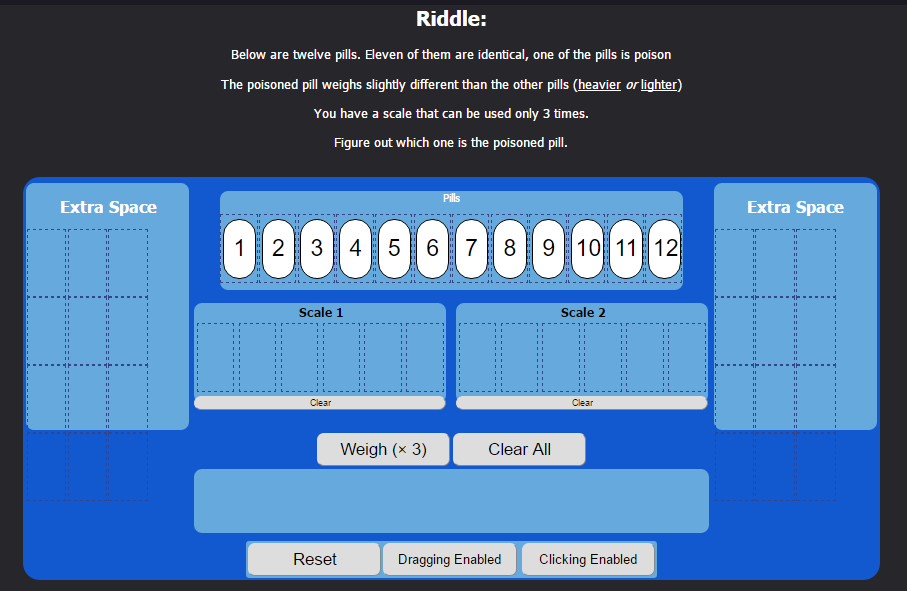 Riddle:
Below are twelve pills. Eleven of them are identical, one of the pills is poison
The poisoned pill weighs slightly different than the other pills (heavier or lighter)
You have a scale that can be used only 3 times.
Figure out which one is the poisoned pill.
Extra Space
Pills
Extra Space
1 2 3 4 5 6 7 8 9 10 11 12
Scale 1
Scale 2
Clear
Clear
Weigh (× 3)
Clear All
Reset
Dragging Enabled
Clicking Enabled